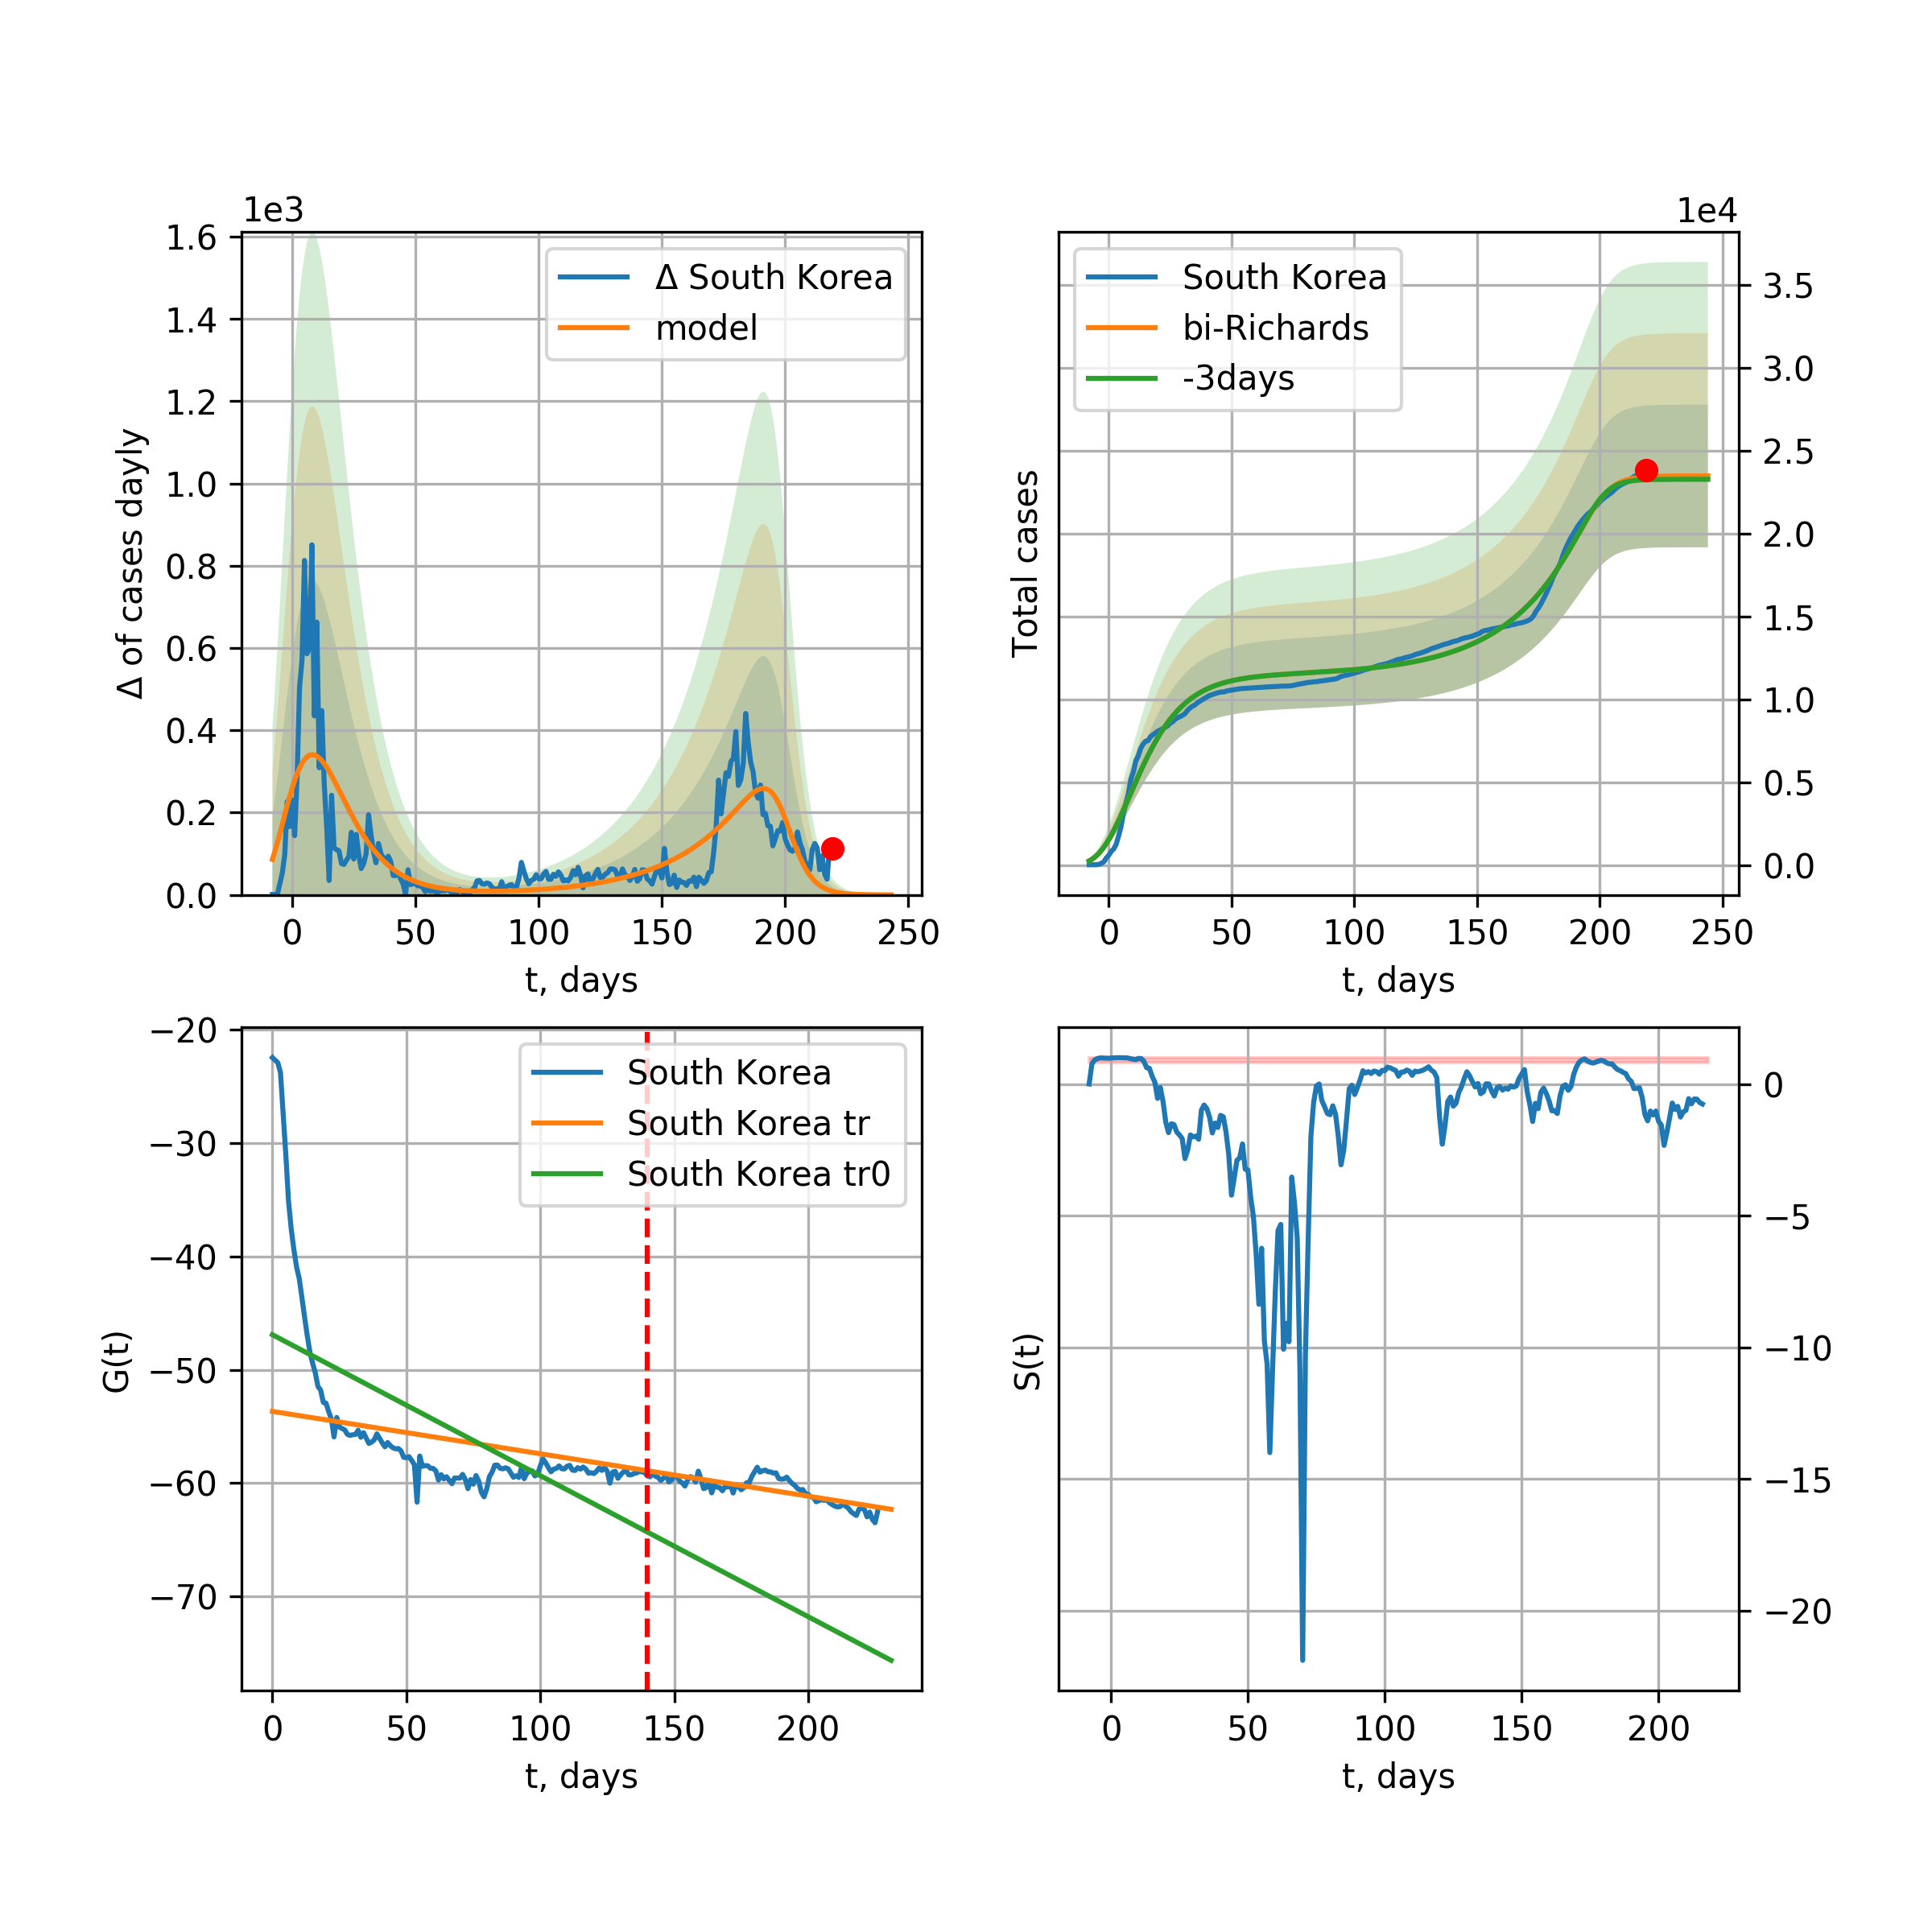 1e3
Δ of cases dayly
1.6
1.4
1.2
1.0
0.8
0.6
0.4
0.2
0.0
Δ South Korea
model
0 50 100 150 200 250
t, days
1e4
Total cases
South Korea
bi-Richards
-3days
3.5
3.0
2.5
2.0
1.5
1.0
0.5
0.0
0 50 100 150 200 250
t, days
G(t)
−20
−30
−40
−50
−60
−70
South Korea
South Korea tr
South Korea tr0
0 50 100 150 200
t, days
S(t)
0
−5
−10
−15
−20
0 50 100 150 200
t, days